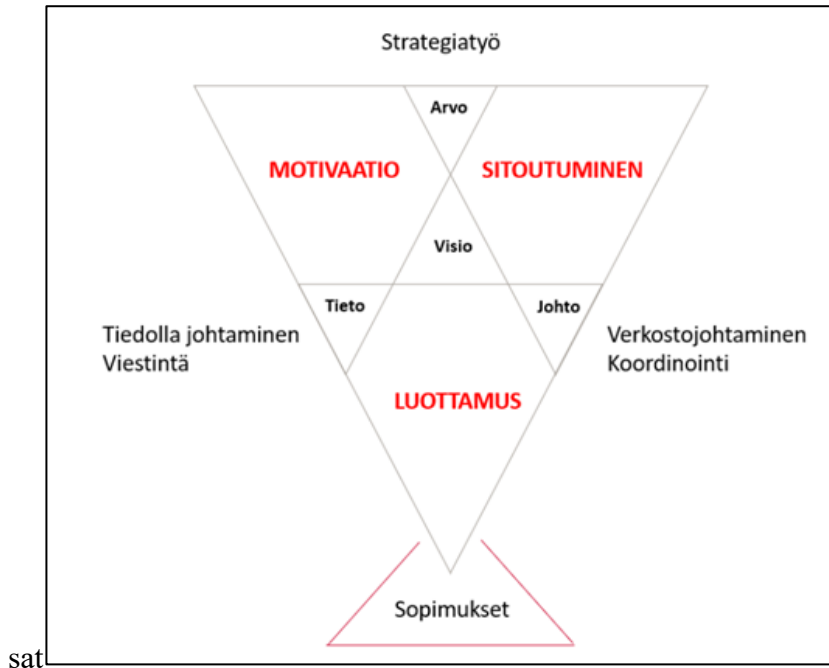 Strategiatyö
Arvo
MOTIVAATIO
SITOUTUMINEN
Visio
Tieto
Johto
Tiedolla johtaminen
Viestintä
Verkostojohtaminen
Koordinointi
LUOTTAMUS
Sopimukset
sat